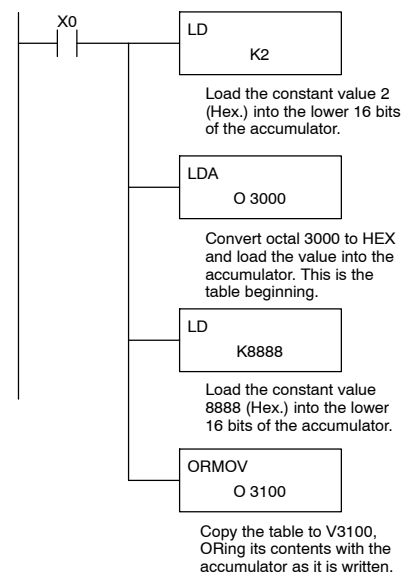 X0
LD
K2
Load the constant value 2
(Hex.) into the lower 16 bits
of the accumulator.
LDA
O 3000
Convert octal 3000 to HEX
and load the value into the
accumulator. This is the
table beginning.
LD
K8888
Load the constant value
8888 (Hex.) into the lower
16 bits of the accumulator.
ORMOV
O 3100
Copy the table to V3100,
ORing its contents with the
accumulator as it is written.